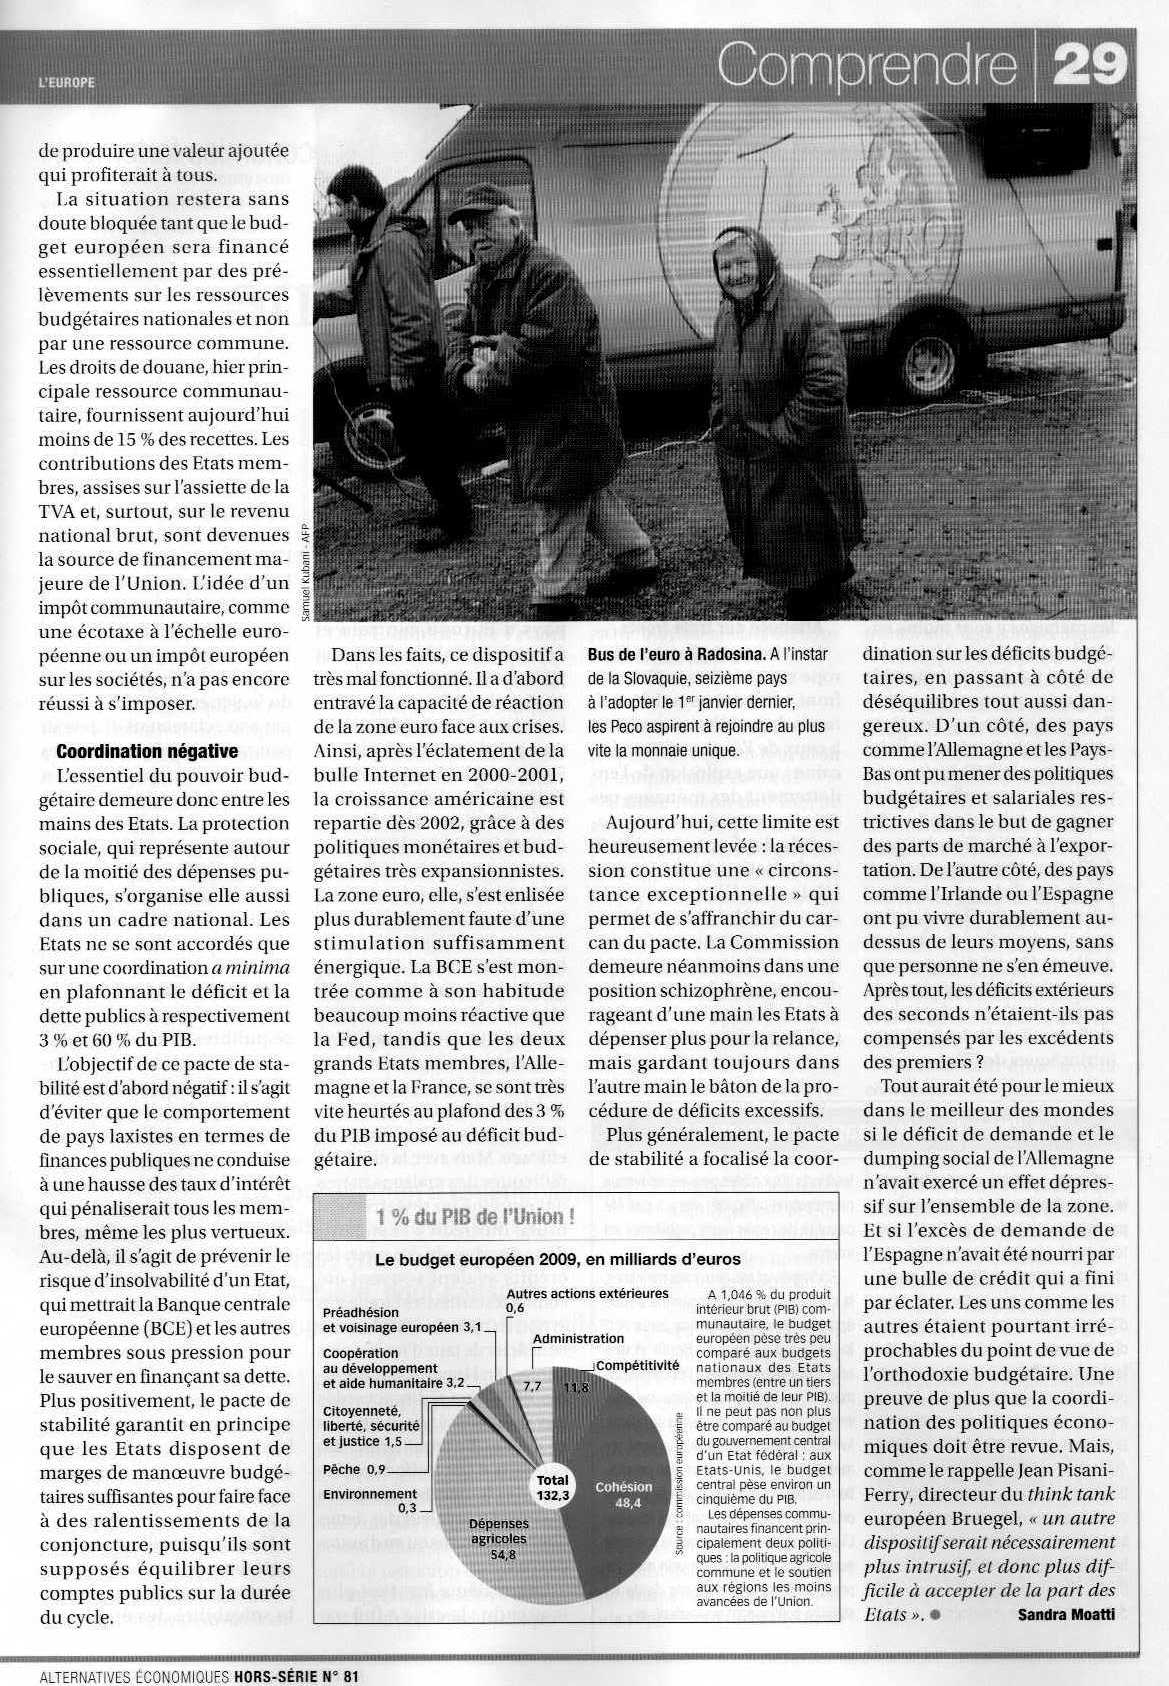 L'EUROPE
Comprendre 29
de produire une valeur ajoutée
qui profiterait à tous.
La situation restera sans
doute bloquée tant que le bud-
get européen sera financé
essentiellement par des pré-
lèvements sur les ressources
budgétaires nationales et non
par une ressource commune.
Les droits de douane, hier prin-
cipale ressource communau-
taire, fournissent aujourd'hui
moins de 15 % des recettes. Les
contributions des Etats mem-
bres, assises sur l'assiette de la
TVA et, surtout, sur le revenu
national brut, sont devenues
la source de financement ma-
jeure de l'Union. L'idée d'un
impôt communautaire, comme
une écotaxe à l'échelle euro-
péenne ou un impôt européen
sur les sociétés, n'a pas encore
réussi à s'imposer.
Coordination négative
L'essentiel du pouvoir bud-
gétaire demeure donc entre les
mains des Etats. La protection
sociale, qui représente autour
de la moitié des dépenses pu-
bliques, s'organise elle aussi
dans un cadre national. Les
Etats ne se sont accordés que
sur une coordination a minima
en plafonnant le déficit et la
dette publics à respectivement
3 % et 60 % du PIB.
L'objectif de ce pacte de sta-
bilité est d'abord négatif : il s'agit
d'éviter que le comportement
de pays laxistes en termes de
finances publiques ne conduise
à une hausse des taux d'intérêt
qui pénaliserait tous les mem-
bres, même les plus vertueux.
Au-delà, il s'agit de prévenir le
risque d'insolvabilité d'un Etat,
qui mettrait la Banque centrale
européenne (BCE) et les autres
membres sous pression pour
le sauver en finançant sa dette.
Plus positivement, le pacte de
stabilité garantit en principe
que les Etats disposent de
marges de manœuvre budgé-
taires suffisantes pour faire face
à des ralentissements de la
conjoncture, puisqu'ils sont
supposés équilibrer leurs
comptes publics sur la durée
du cycle.
EURO
Samuel Kubani - AFP
Dans les faits, ce dispositif a
très mal fonctionné. Il a d'abord
entravé la capacité de réaction
de la zone euro face aux crises.
Ainsi, après l'éclatement de la
bulle Internet en 2000-2001,
la croissance américaine est
repartie dès 2002, grâce à des
politiques monétaires et bud-
gétaires très expansionnistes.
La zone euro, elle, s'est enlisée
plus durablement faute d'une
stimulation suffisamment
énergique. La BCE s'est mon-
trée comme à son habitude
beaucoup moins réactive que
la Fed, tandis que les deux
grands Etats membres, l'Alle-
magne et la France, se sont très
vite heurtés au plafond des 3 %
du PIB imposé au déficit bud-
gétaire.
Bus de l'euro à Radosina. A l'instar
de la Slovaquie, seizième pays
à l'adopter le 1er janvier dernier,
les Peco aspirent à rejoindre au plus
vite la monnaie unique.
Aujourd'hui, cette limite est
heureusement levée : la réces-
sion constitue une « circons-
tance exceptionnelle » qui
permet de s'affranchir du car-
can du pacte. La Commission
demeure néanmoins dans une
position schizophrène, encou-
rageant d'une main les Etats à
dépenser plus pour la relance,
mais gardant toujours dans
l'autre main le bâton de la pro-
cédure de déficits excessifs.
Plus généralement, le pacte
de stabilité a focalisé la coor-
dination sur les déficits budgé-
taires, en passant à côté de
déséquilibres tout aussi dan-
gereux. D'un côté, des pays
comme l'Allemagne et les Pays-
Bas ont pu mener des politiques
budgétaires et salariales res-
trictives dans le but de gagner
des parts de marché à l'expor-
tation. De l'autre côté, des pays
comme l'Irlande ou l'Espagne
ont pu vivre durablement au-
dessus de leurs moyens, sans
que personne ne s'en émeuve.
Après tout, les déficits extérieurs
des seconds n'étaient-ils pas
compensés par les excédents
des premiers ?
Tout aurait été pour le mieux
dans le meilleur des mondes
si le déficit de demande et le
dumping social de l'Allemagne
n'avait exercé un effet dépres-
sif sur l'ensemble de la zone.
Et si l'excès de demande de
l'Espagne n'avait été nourri par
une bulle de crédit qui a fini
par éclater. Les uns comme les
autres étaient pourtant irré-
prochables du point de vue de
l'orthodoxie budgétaire. Une
preuve de plus que la coordi-
nation des politiques écono-
miques doit être revue. Mais,
comme le rappelle Jean Pisani-
Ferry, directeur du think tank
européen Bruegel, « un autre
dispositif serait nécessairement
plus intrusif, et donc plus dif-
ficile à accepter de la part des
Etats ». ●
Sandra Moatti
1 % du PIB de l'Union !
Le budget européen 2009, en milliards d'euros
Autres actions extérieures
0,6
Préadhésion
et voisinage européen 3,1
Administration
7,7
Coopération
au développement
et aide humanitaire 3,2
Compétitivité
11,8
Citoyenneté,
liberté, sécurité
et justice 1,5
Pêche 0,9
Environnement
0,3
Total
132,3
Cohésion
48,4
Dépenses
agricoles
54,8
Source : commission européenne
A 1,046 % du produit
intérieur brut (PIB) com-
munautaire, le budget
européen pèse très peu
comparé aux budgets
nationaux des Etats
membres (entre un tiers
et la moitié de leur PIB).
Il ne peut pas non plus
être comparé au budget
du gouvernement central
d'un Etat fédéral : aux
Etats-Unis, le budget
central pèse environ un
cinquième du PIB.
Les dépenses commu-
nautaires financent prin-
cipalement deux politi-
ques : la politique agricole
commune et le soutien
aux régions les moins
avancées de l'Union.
ALTERNATIVES ÉCONOMIQUES HORS-SÉRIE N° 81